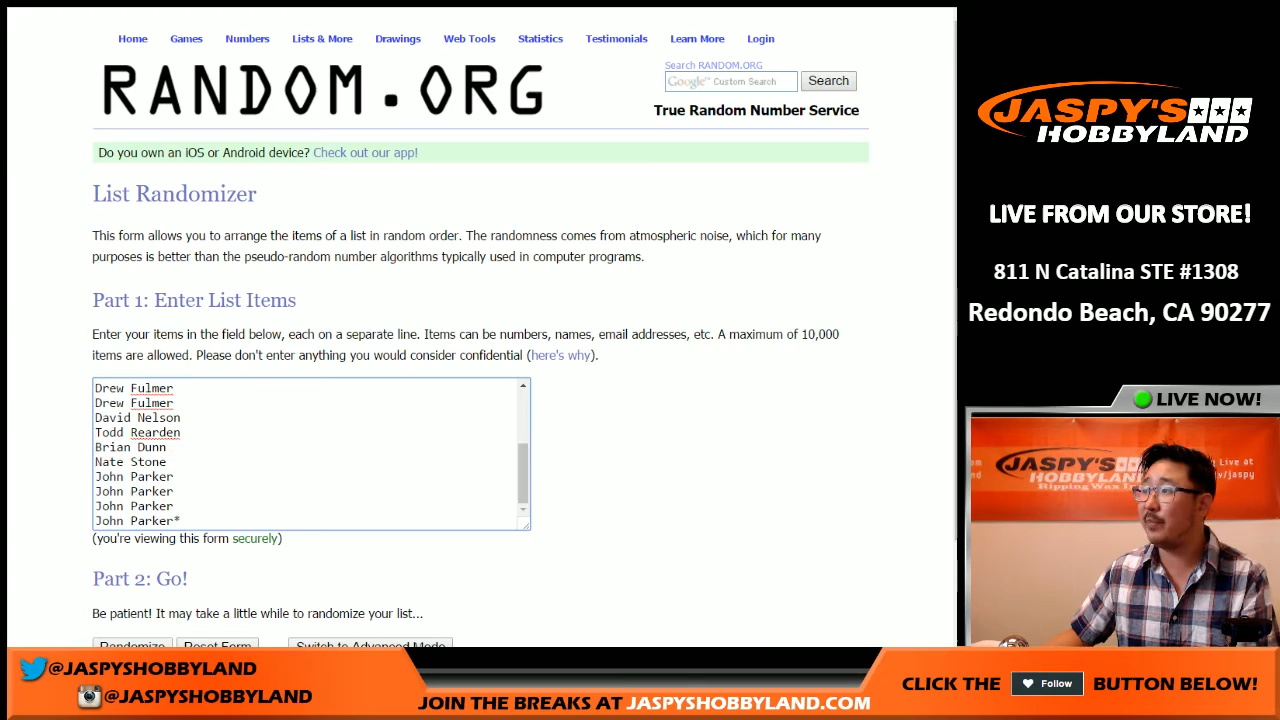 Home Games Numbers Lists & More Drawings Web Tools Statistics Testimonials Learn More Login
RANDOM.ORG
Search RANDOM.ORG
Google™ Custom Search Search
True Random Number Service
Do you own an iOS or Android device? Check out our app!
List Randomizer
This form allows you to arrange the items of a list in random order. The randomness comes from atmospheric noise, which for many
purposes is better than the pseudo-random number algorithms typically used in computer programs.
Part 1: Enter List Items
Enter your items in the field below, each on a separate line. Items can be numbers, names, email addresses, etc. A maximum of 10,000
items are allowed. Please don't enter anything you would consider confidential (here's why).
Drew Fulmer
Drew Fulmer
David Nelson
Todd Rearden
Brian Dunn
Nate Stone
John Parker
John Parker
John Parker
John Parker*
(you're viewing this form securely)
Part 2: Go!
Be patient! It may take a little while to randomize your list...
Randomize Reset Form Switch to Advanced Mode
JASPY'S
HOBBYLAND
LIVE FROM OUR STORE!
811 N Catalina STE #1308
Redondo Beach, CA 90277
LIVE NOW!
JASPY'S
HOBBYLAND
@JASPYSHOBBYLAND
@JASPYSHOBBYLAND
JOIN THE BREAKS AT JASPYSHOBBYLAND.COM
CLICK THE Follow BUTTON BELOW!